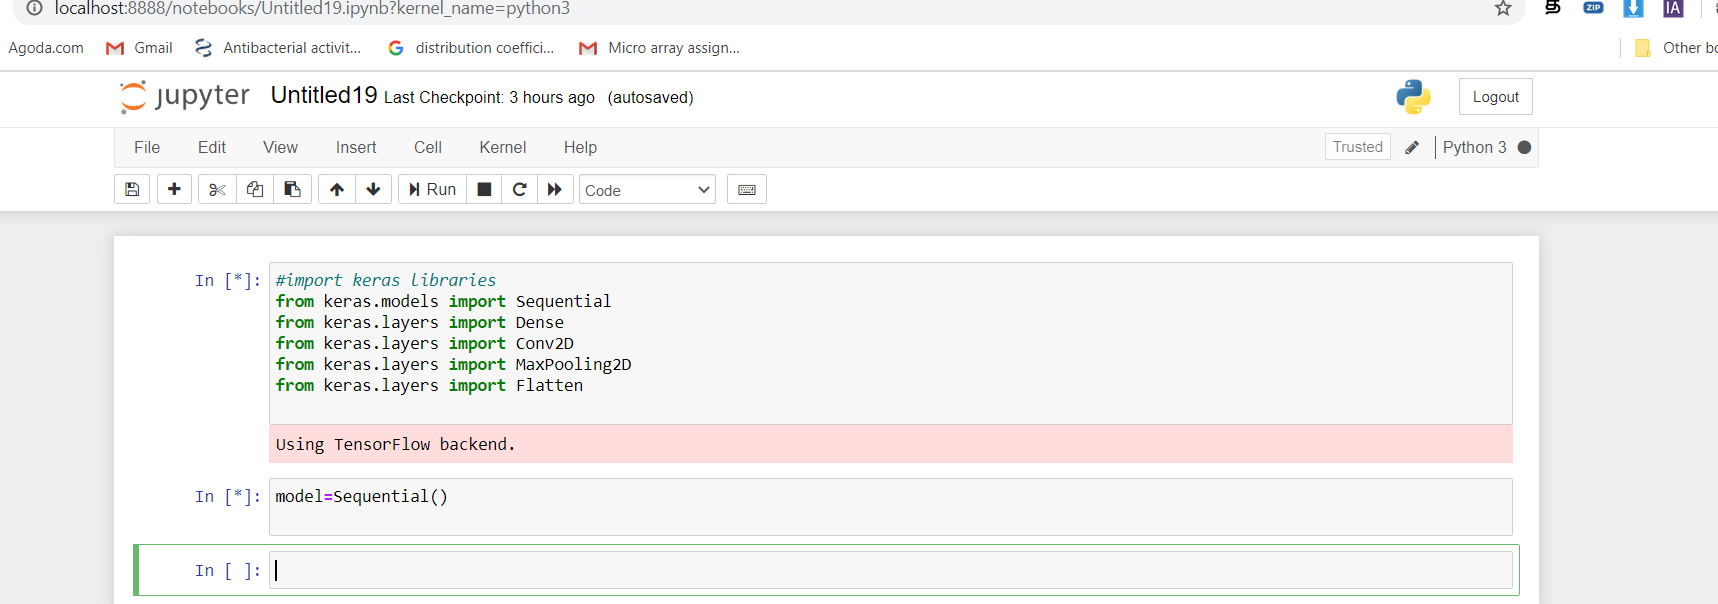 localhost:8888/notebooks/Untitled19.ipynb?kernel_name=python3
ZIP IA
Agoda.com Gmail Antibacterial activit... distribution coeffici... Micro array assign... Other bo
jupyter Untitled19 Last Checkpoint: 3 hours ago (autosaved) Logout
File Edit View Insert Cell Kernel Help Trusted Python 3
Run Code
In [*]: #import keras libraries
from keras.models import Sequential
from keras.layers import Dense
from keras.layers import Conv2D
from keras.layers import MaxPooling2D
from keras.layers import Flatten
Using TensorFlow backend.
In [*]: model=Sequential()
In [ ]: